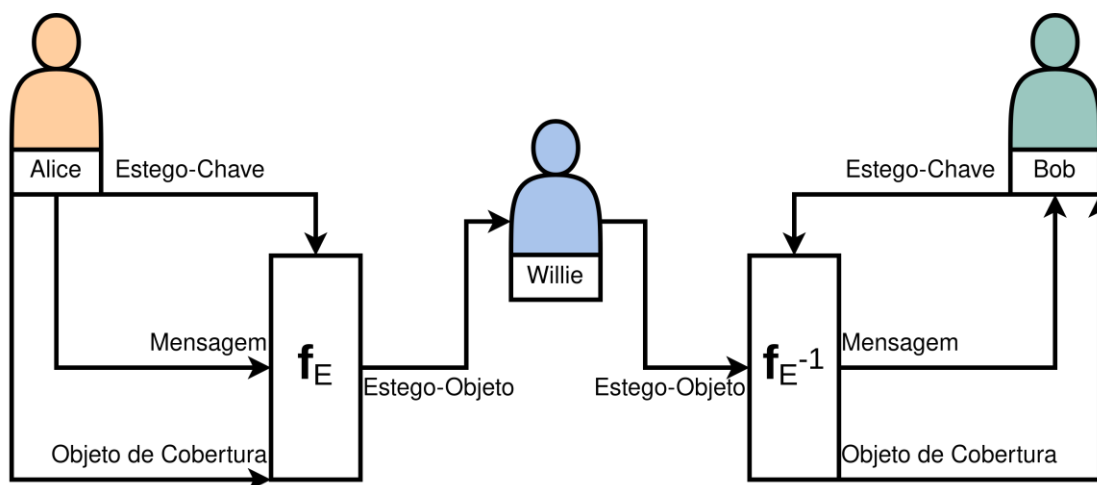 Alice
Estego-Chave
Estego-Chave
Bob
Willie
Mensagem
f_E
Estego-Objeto
Estego-Objeto
f_E^-1
Mensagem
Objeto de Cobertura
Objeto de Cobertura